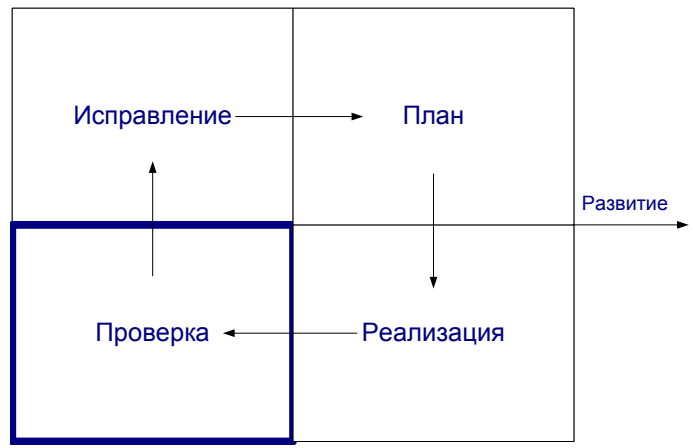 Исправление
План
Развитие
Проверка
Реализация